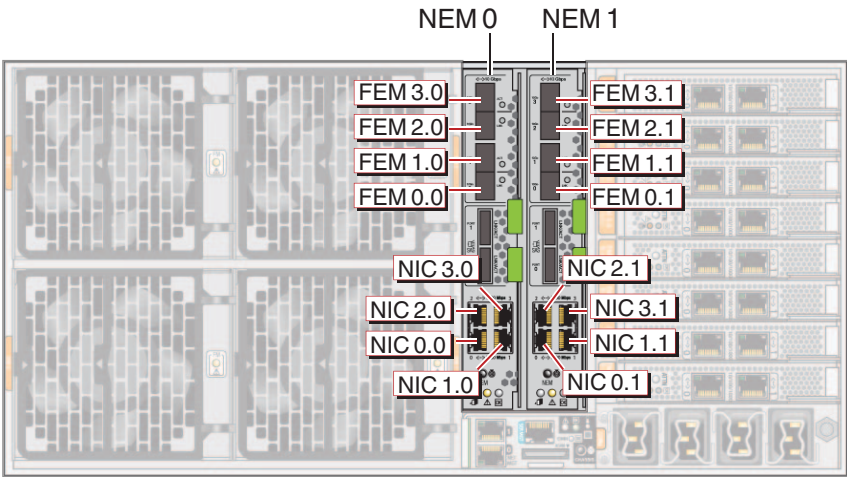 NEM 0 NEM 1
FEM 3.0 FEM 3.1
FEM 2.0 FEM 2.1
FEM 1.0 FEM 1.1
FEM 0.0 FEM 0.1
NIC 3.0 NIC 2.1
NIC 2.0 NIC 3.1
NIC 0.0 NIC 1.1
NIC 1.0 NIC 0.1
NEM NEM